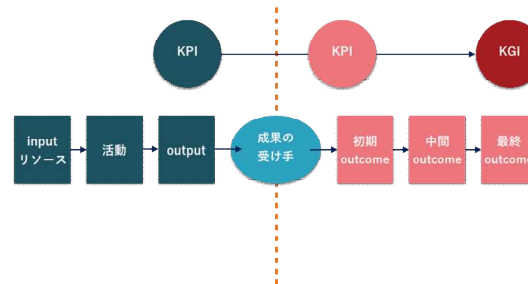 KPI
KPI
KGI
input
リソース
活動
output
成果の
受け手
初期
outcome
中間
outcome
最終
outcome